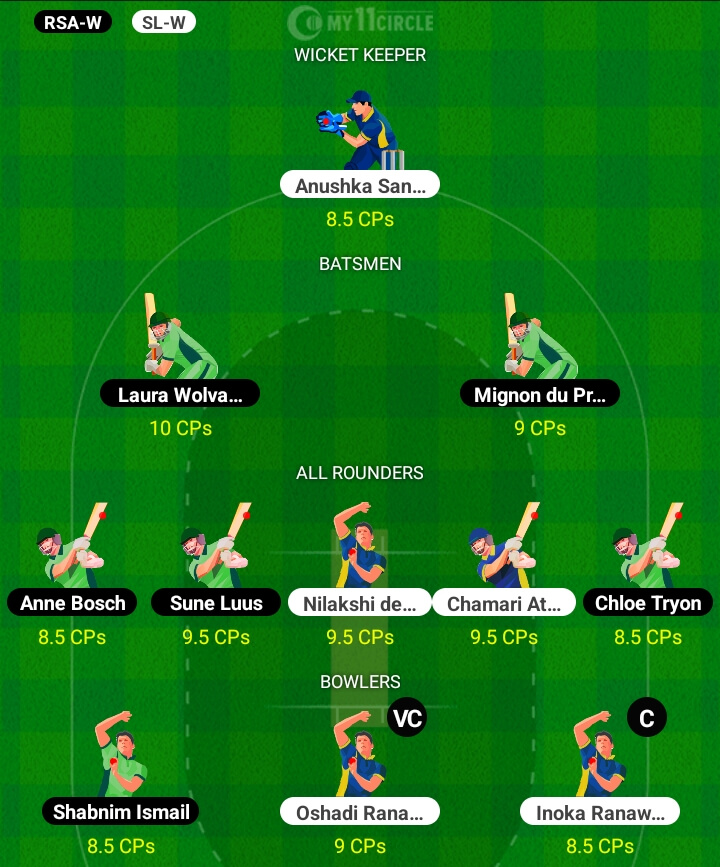 RSA-W SL-W MY11CIRCLE
WICKET KEEPER
Anushka San...
8.5 CPs
BATSMEN
Laura Wolva... Mignon du Pr...
10 CPs 9 CPs
ALL ROUNDERS
Anne Bosch Sune Luus Nilakshi de... Chamari At... Chloe Tryon
8.5 CPs 9.5 CPs 9.5 CPs 9.5 CPs 8.5 CPs
BOWLERS
VC C
Shabnim Ismail Oshadi Rana... Inoka Ranaw...
8.5 CPs 9 CPs 8.5 CPs